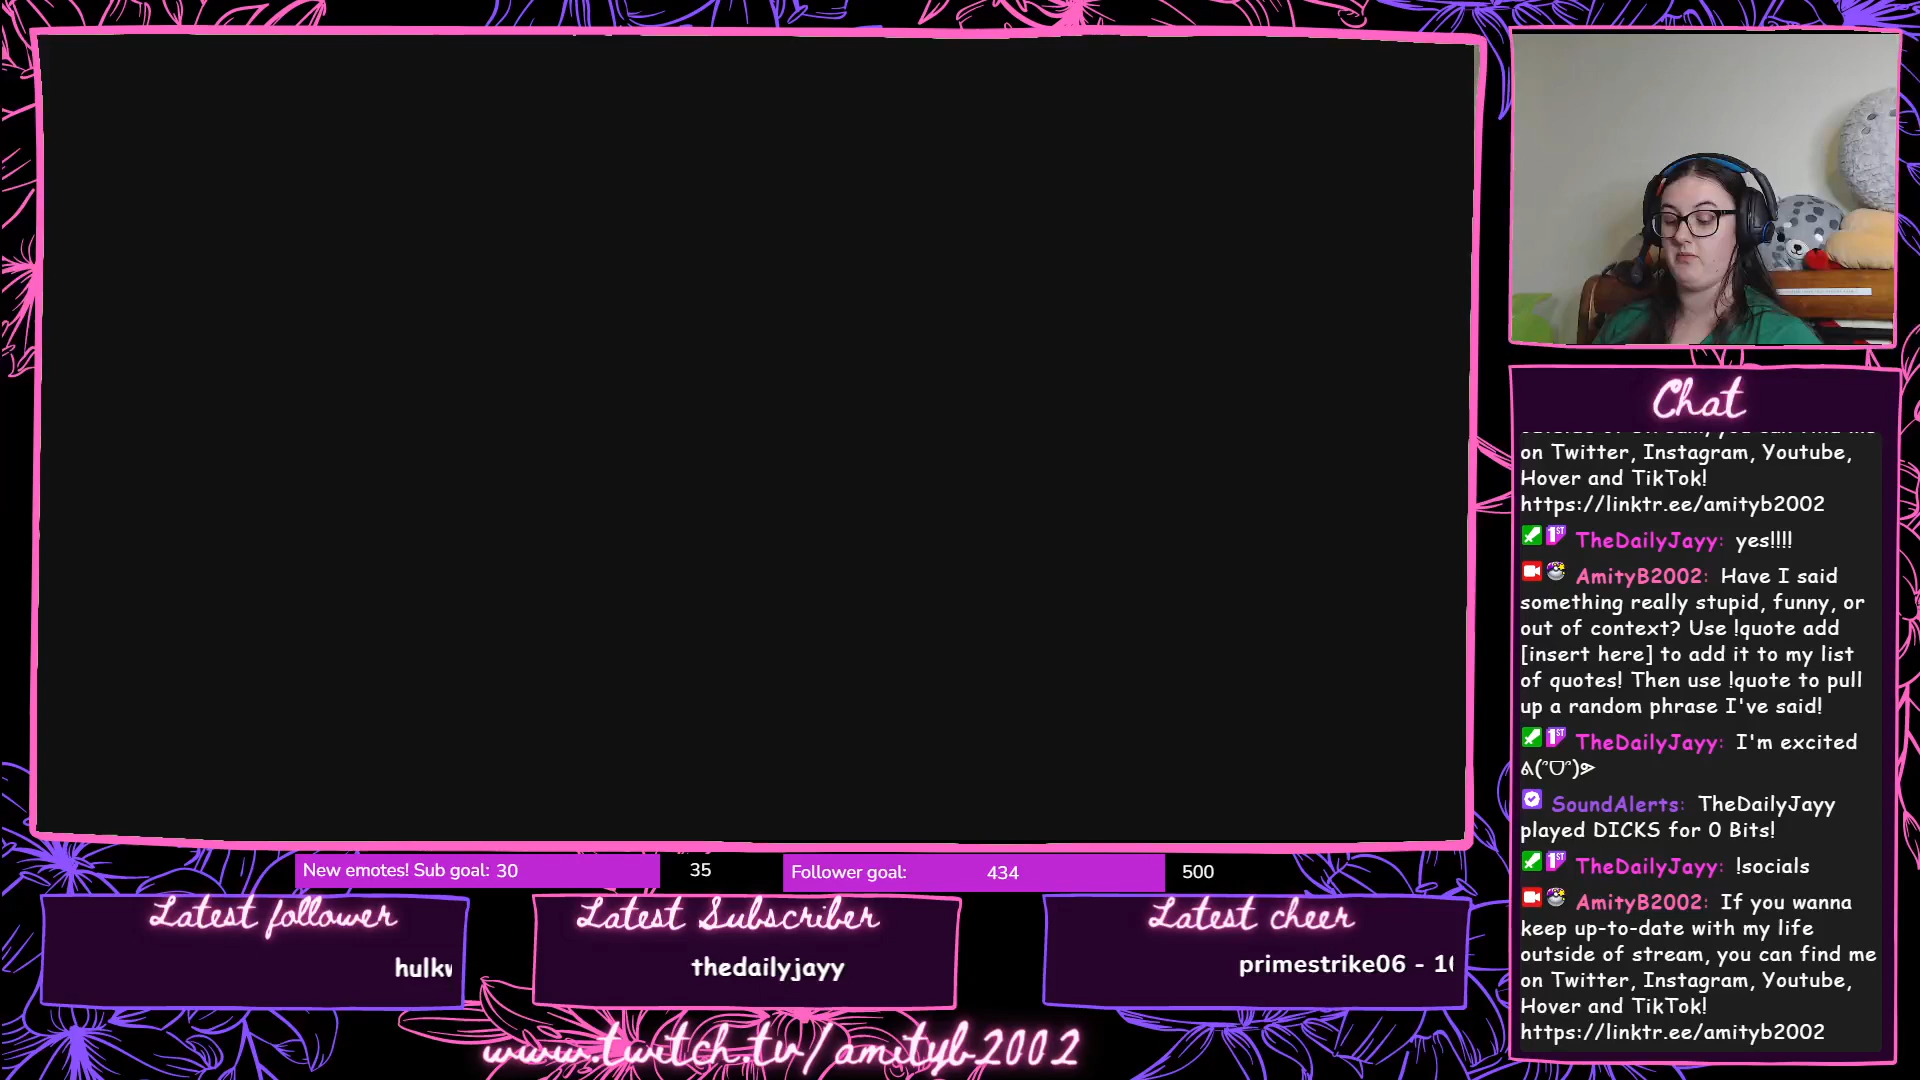 Chat
on Twitter, Instagram, Youtube,
Hover and TikTok!
https://linktr.ee/amityb2002
TheDailyJayy: yes!!!!
AmityB2002: Have I said
something really stupid, funny, or
out of context? Use !quote add
[insert here] to add it to my list
of quotes! Then use !quote to pull
up a random phrase I've said!
TheDailyJayy: I'm excited
SoundAlerts: TheDailyJayy
played DICKS for 0 Bits!
TheDailyJayy: !socials
AmityB2002: If you wanna
keep up-to-date with my life
outside of stream, you can find me
on Twitter, Instagram, Youtube,
Hover and TikTok!
https://linktr.ee/amityb2002
New emotes! Sub goal: 30 35
Follower goal: 434 500
Latest follower
Latest Subscriber
thedailyjayy
Latest cheer
primestrike06 -
www.twitch.tv/amityb2002